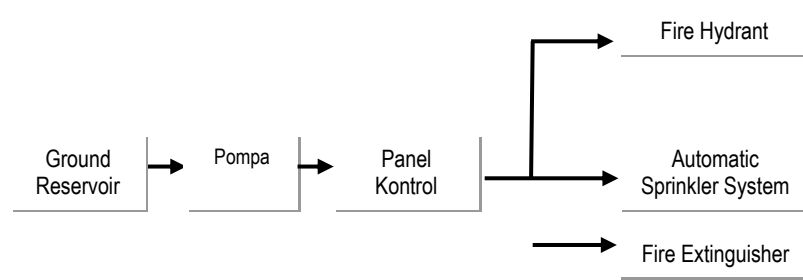 Fire Hydrant
Ground
Reservoir
Pompa
Panel
Kontrol
Automatic
Sprinkler System
Fire Extinguisher